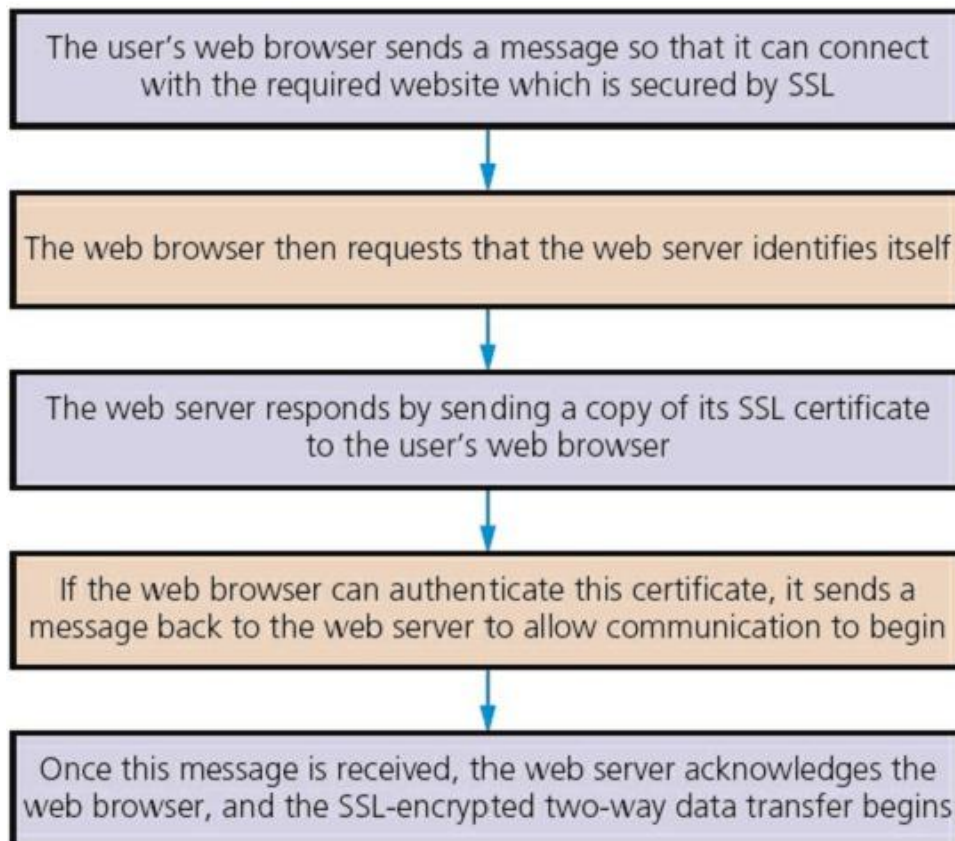 The user's web browser sends a message so that it can connect
with the required website which is secured by SSL
The web browser then requests that the web server identifies itself
The web server responds by sending a copy of its SSL certificate
to the user's web browser
If the web browser can authenticate this certificate, it sends a
message back to the web server to allow communication to begin
Once this message is received, the web server acknowledges the
web browser, and the SSL-encrypted two-way data transfer begins